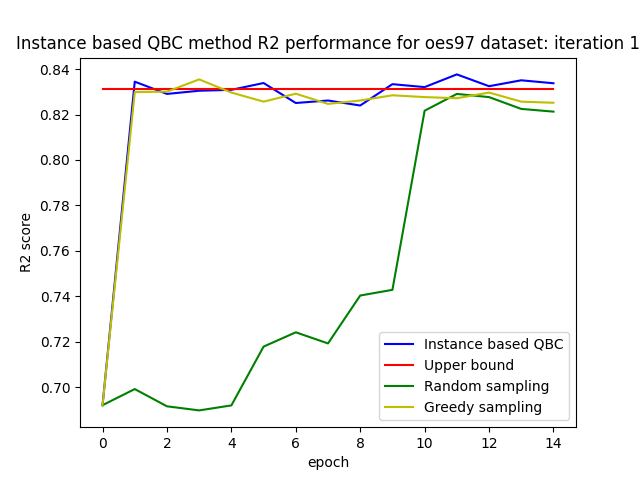 Instance based QBC method R2 performance for oes97 dataset: iteration 1
0.84
0.82
0.80
0.78
0.76
0.74
0.72
0.70
R2 score
Instance based QBC
Upper bound
Random sampling
Greedy sampling
0 2 4 6 8 10 12 14
epoch